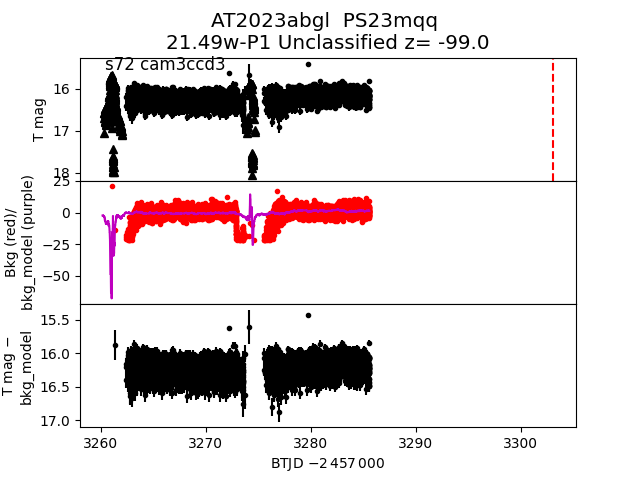 AT2023abgl  PS23mqq
21.49w-P1 Unclassified z= -99.0
s72 cam3ccd3
T mag
16
17
18
Bkg (red)/
bkg_model (purple)
25
0
−25
−50
T mag −
bkg_model
15.5
16.0
16.5
17.0
3260 3270 3280 3290 3300
BTJD −2 457 000